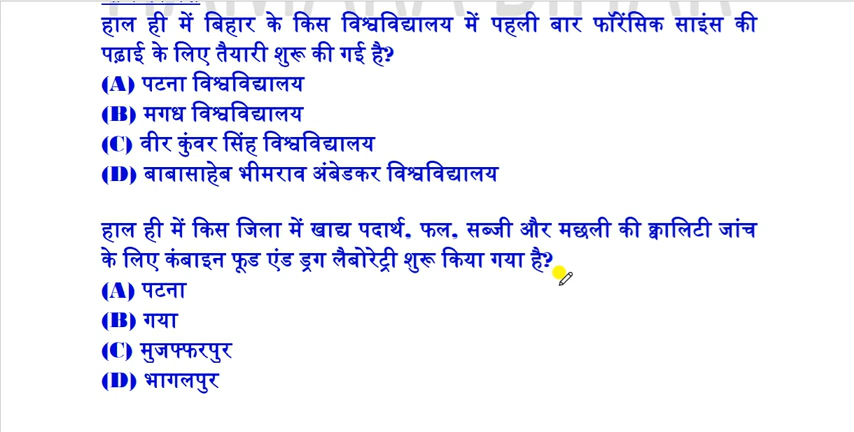 हाल ही में बिहार के किस विश्वविद्यालय में पहली बार फॉरेंसिक साइंस की
पढ़ाई के लिए तैयारी शुरू की गई है?
(A) पटना विश्वविद्यालय
(B) मगध विश्वविद्यालय
(C) वीर कुंवर सिंह विश्वविद्यालय
(D) बाबासाहेब भीमराव अंबेडकर विश्वविद्यालय
हाल ही में किस जिला में खाद्य पदार्थ, फल, सब्जी और मछली की क्वालिटी जांच
के लिए कंबाइन फूड एंड ड्रग लैबोरेट्री शुरू किया गया है?
(A) पटना
(B) गया
(C) मुजफ्फरपुर
(D) भागलपुर